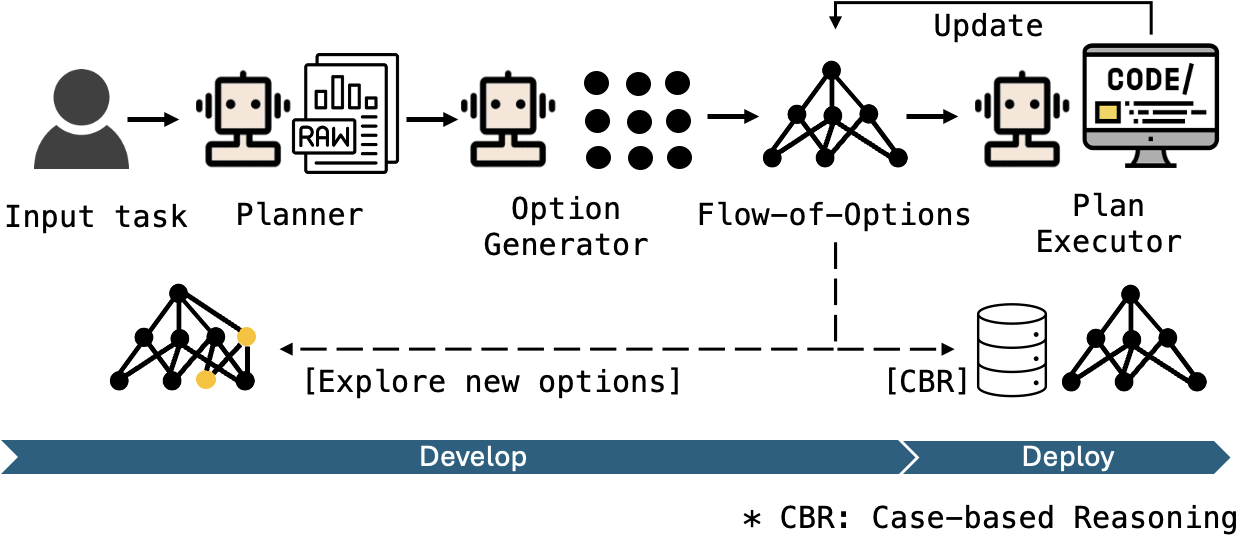 Update
CODE/
RAW
Input task
Planner
Option
Generator
Flow-of-Options
Plan
Executor
[Explore new options]
[CBR]
Develop
Deploy
* CBR: Case-based Reasoning